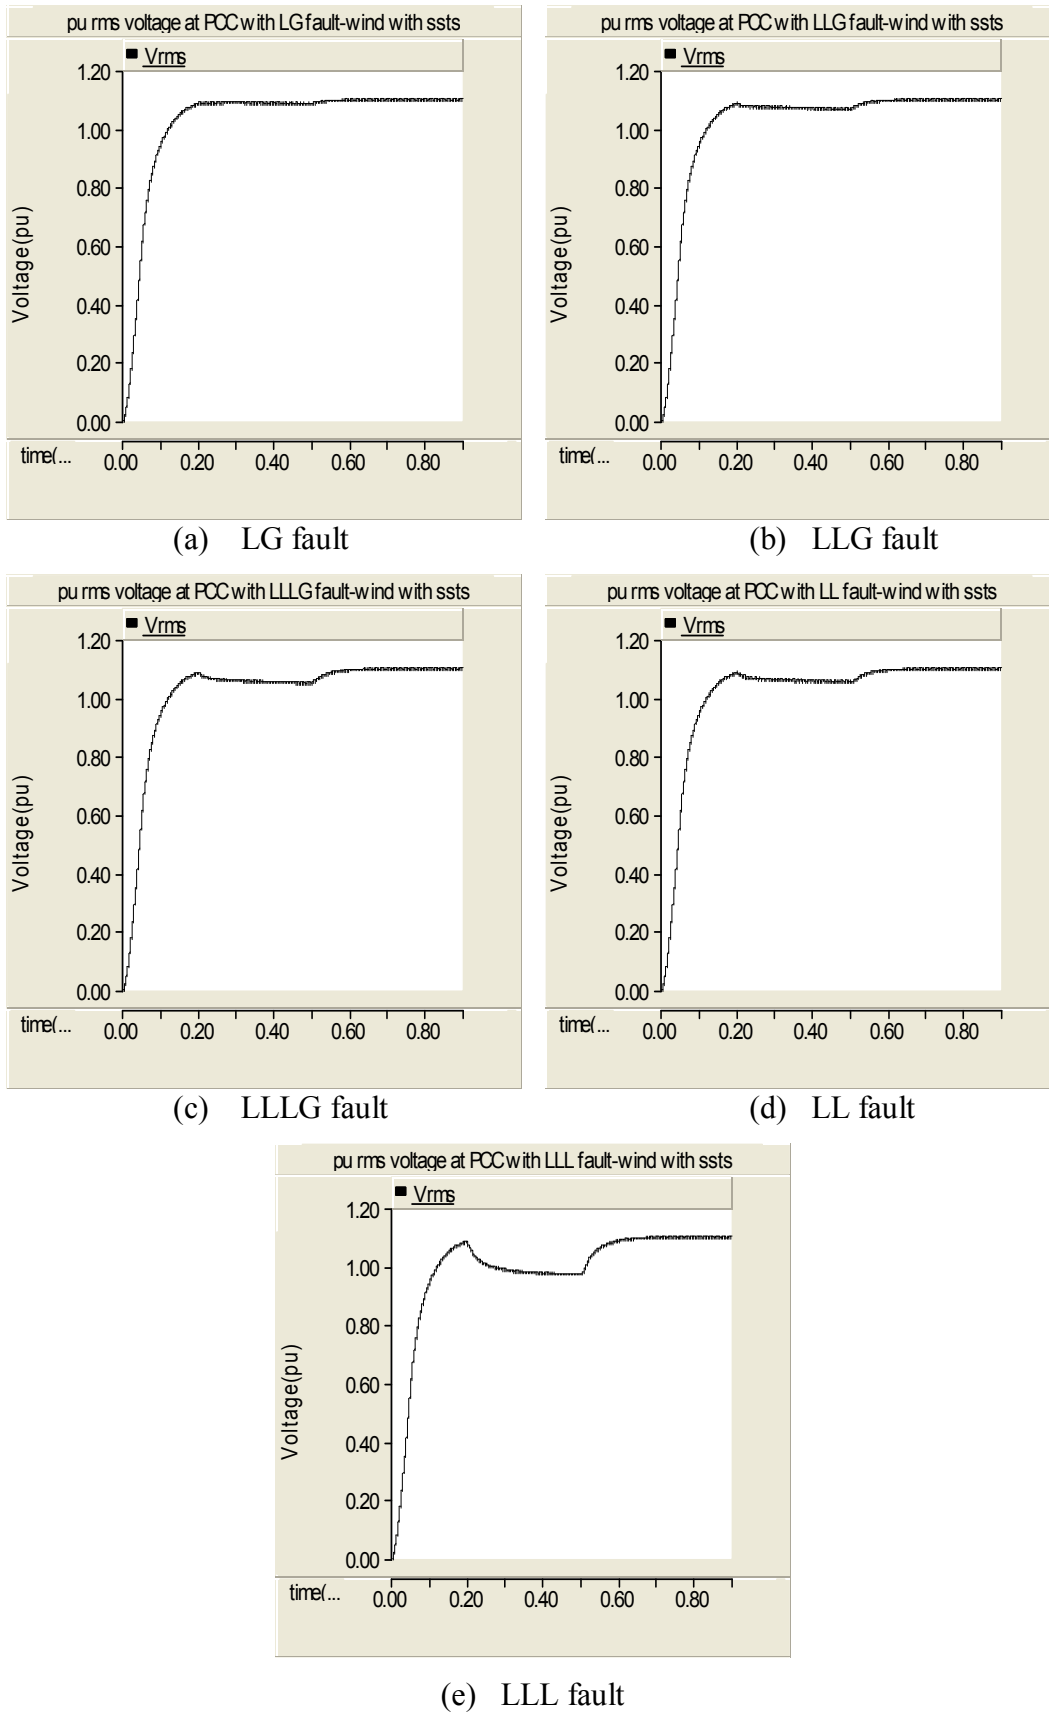 pu rms voltage at POC with LG fault-wind with ssts
Vrms
1.20
1.00
0.80
0.60
0.40
0.20
0.00
Voltage(pu)
time(...
0.00 0.20 0.40 0.60 0.80
(a) LG fault
pu rms voltage at POC with LLG fault-wind with ssts
Vrms
1.20
1.00
0.80
0.60
0.40
0.20
0.00
Voltage(pu)
time(...
0.00 0.20 0.40 0.60 0.80
(b) LLG fault
pu rms voltage at POC with LLLG fault-wind with ssts
Vrms
1.20
1.00
0.80
0.60
0.40
0.20
0.00
Voltage(pu)
time(...
0.00 0.20 0.40 0.60 0.80
(c) LLLG fault
pu rms voltage at POC with LL fault-wind with ssts
Vrms
1.20
1.00
0.80
0.60
0.40
0.20
0.00
Voltage(pu)
time(...
0.00 0.20 0.40 0.60 0.80
(d) LL fault
pu rms voltage at POC with LLL fault-wind with ssts
Vrms
1.20
1.00
0.80
0.60
0.40
0.20
0.00
Voltage(pu)
time(...
0.00 0.20 0.40 0.60 0.80
(e) LLL fault